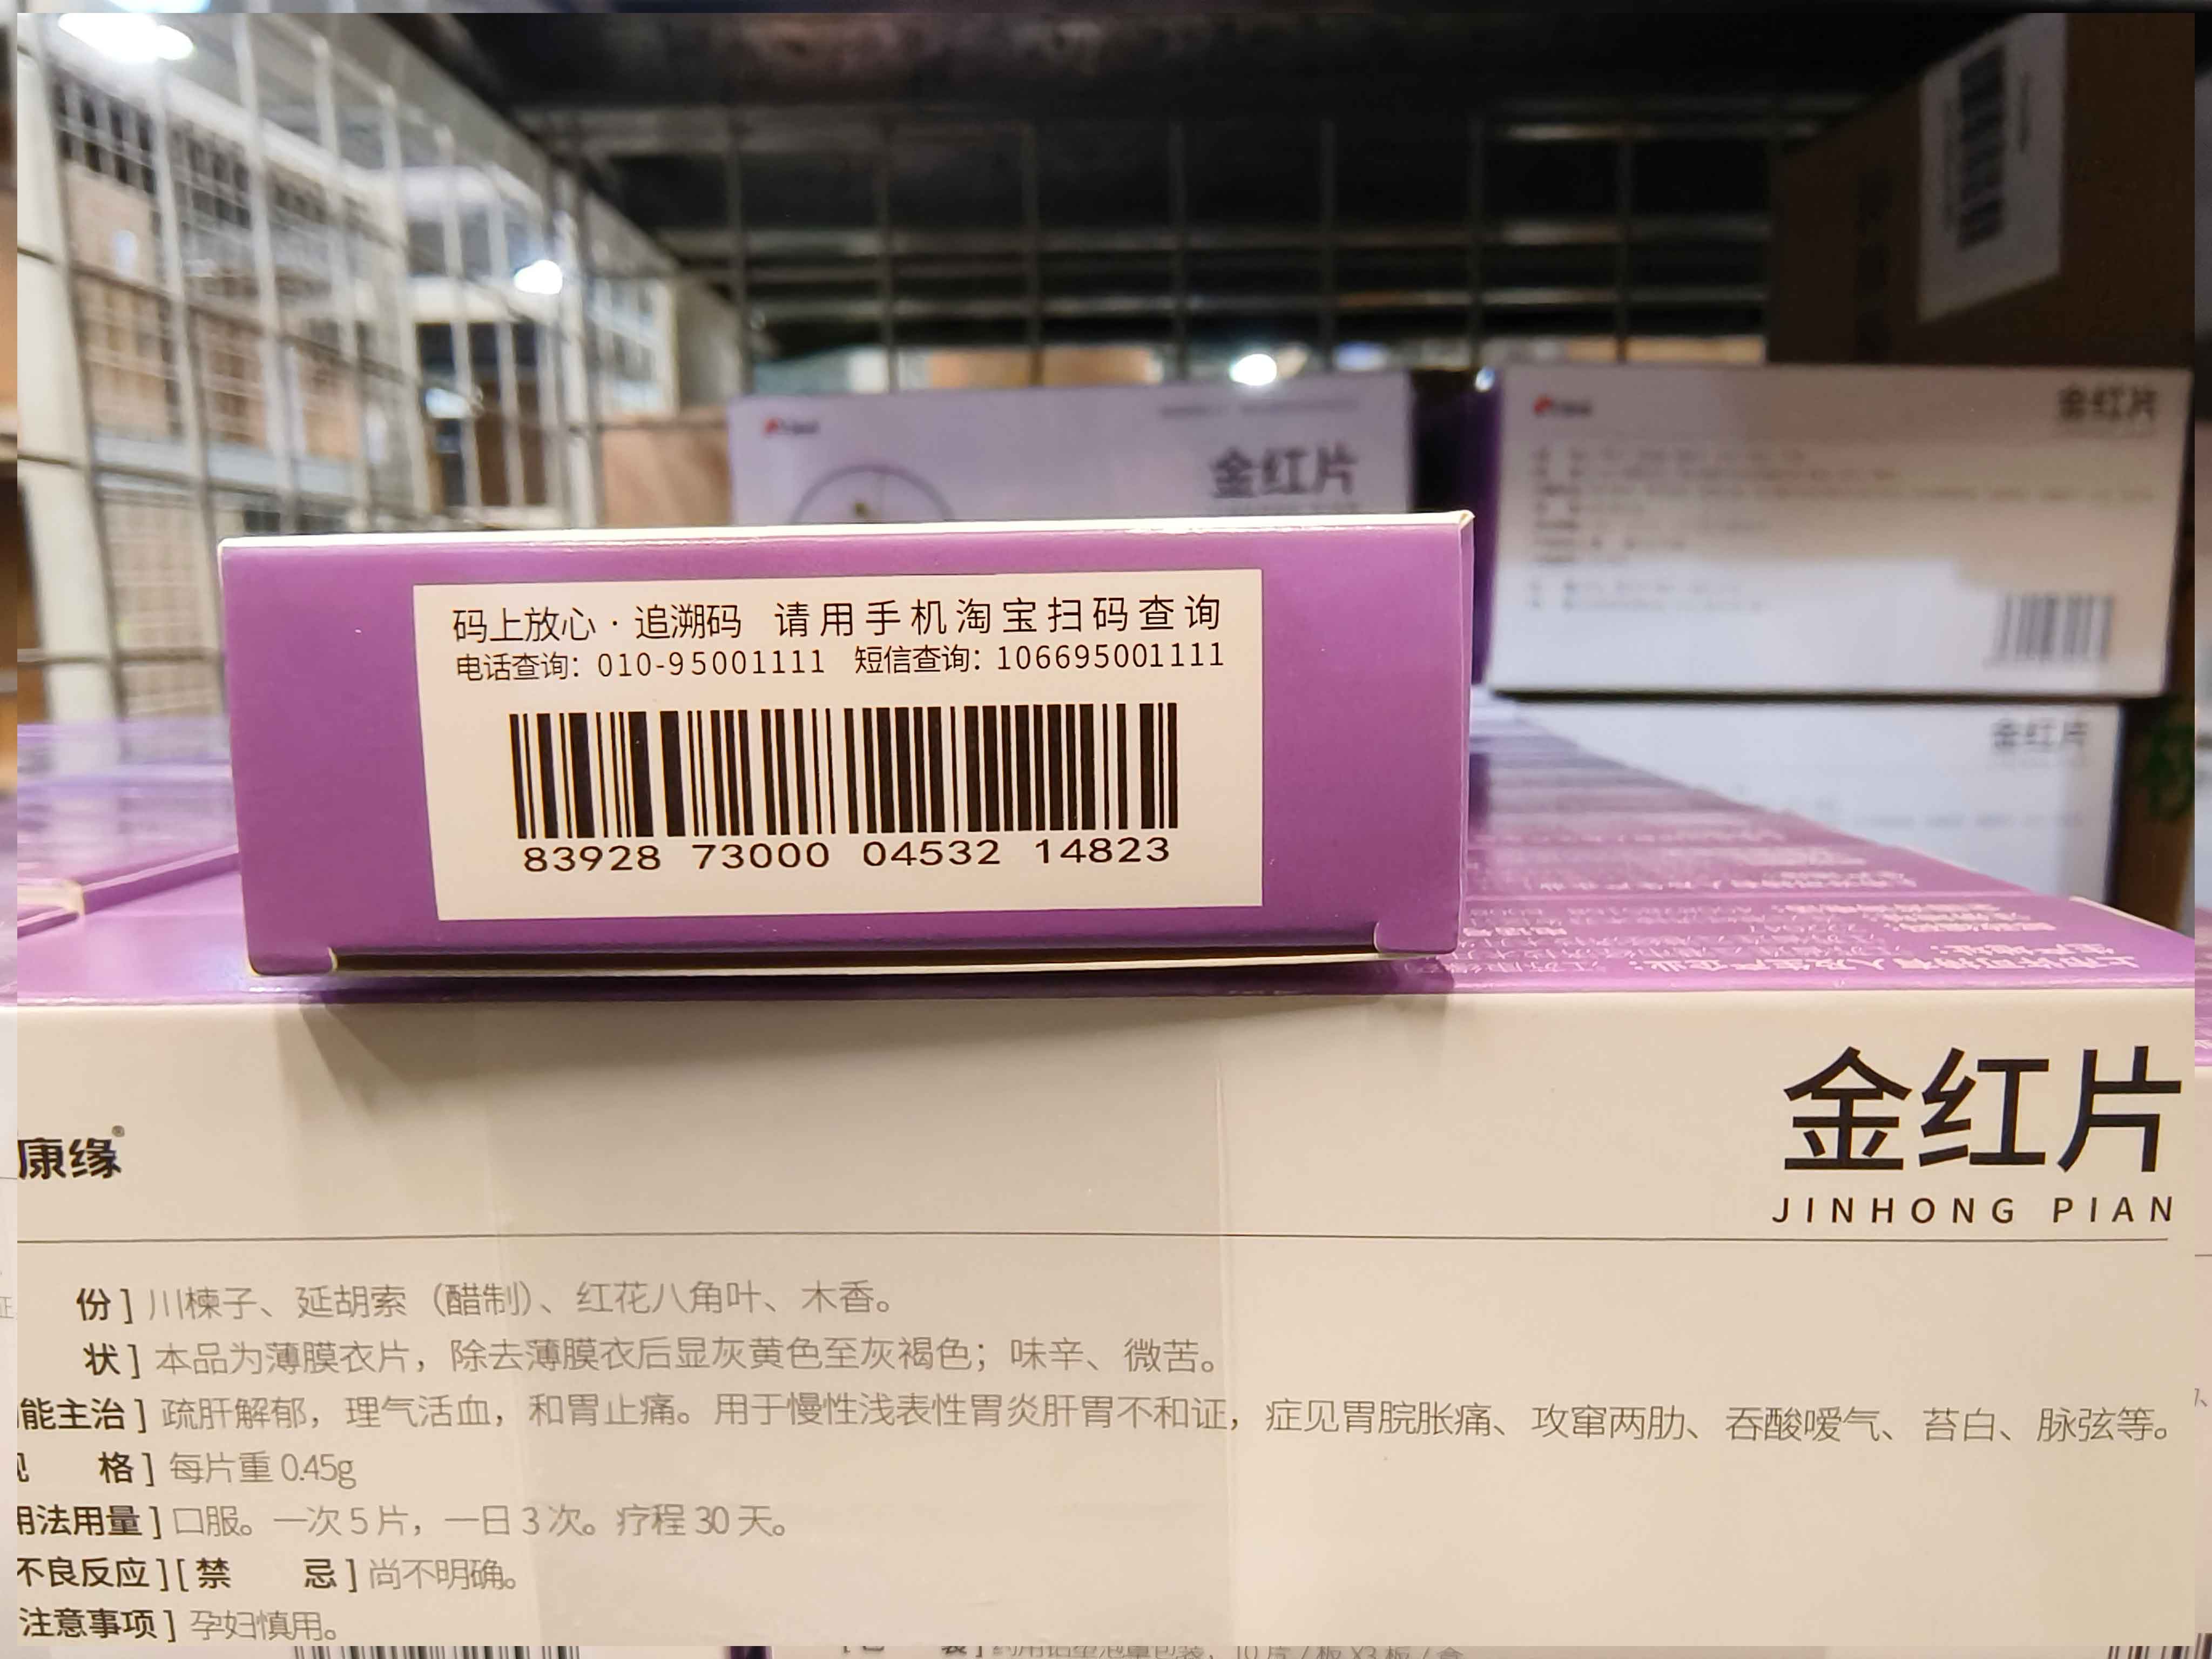 金红片
金红片
金红片
码上放心·追溯码 请用手机淘宝扫码查询
电话查询：010-95001111 短信查询：106695001111
83928 73000 04532 14823
康缘®
金红片
JINHONG PIAN
份］川楝子、延胡索（醋制）、红花八角叶、木香。
状］本品为薄膜衣片，除去薄膜衣后显灰黄色至灰褐色；味辛、微苦。
能主治］疏肝解郁，理气活血，和胃止痛。用于慢性浅表性胃炎肝胃不和证，症见胃脘胀痛、攻窜两肋、吞酸嗳气、苔白、脉弦等。
格］每片重0.45g
用法用量］口服。一次5片，一日3次。疗程30天。
不良反应］［禁 忌］尚不明确。
注意事项］孕妇慎用。